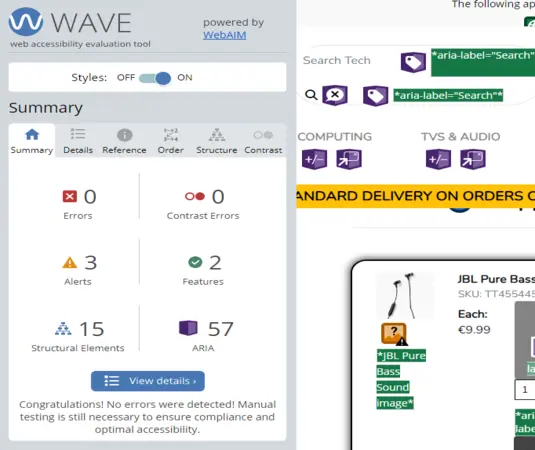 WAVE
powered by
WebAIM
web accessibility evaluation tool
Styles: OFF ON
Summary
Summary Details Reference Order Structure Contrast
0
Errors
0
Contrast Errors
3
Alerts
2
Features
15
Structural Elements
57
ARIA
View details ›
Congratulations! No errors were detected! Manual
testing is still necessary to ensure compliance and
optimal accessibility.
The following ap
Search Tech
*aria-label="Search"
*aria-label="Search"*
COMPUTING
TVS & AUDIO
+/-
+/-
ANDARD DELIVERY ON ORDERS O
JBL Pure Bass
SKU: TT455445
Each:
€9.99
*JBL Pure
Bass
Sound
image*
la
1
*ari
labe